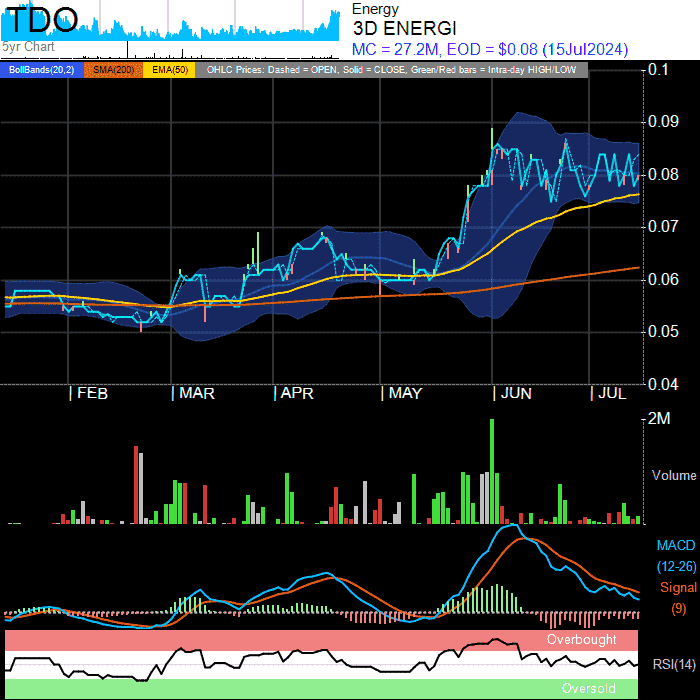 TDO
5yr Chart
Energy
3D ENERGI
MC = 27.2M, EOD = $0.08 (15Jul2024)
BollBands(20,2) SMA(200) EMA(50) OHLC Prices: Dashed = OPEN, Solid = CLOSE, Green/Red bars = Intra-day HIGH/LOW
0.1
0.09
0.08
0.07
0.06
0.05
0.04
FEB MAR APR MAY JUN JUL
2M
Volume
MACD
(12-26)
Signal
(9)
Overbought
RSI(14)
Oversold